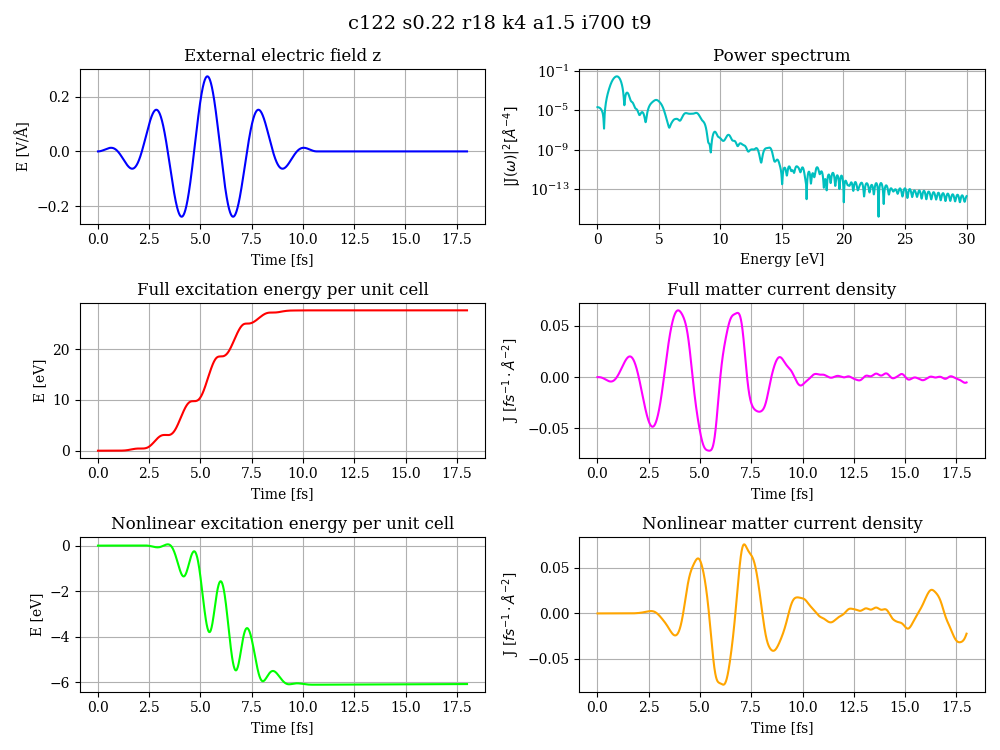 c122 s0.22 r18 k4 a1.5 i700 t9
External electric field z
E [V/Å]
0.2
0.0
−0.2
0.0 2.5 5.0 7.5 10.0 12.5 15.0 17.5
Time [fs]
Power spectrum
|J(ω)|²[Å⁻⁴]
10⁻¹
10⁻⁵
10⁻⁹
10⁻¹³
0 5 10 15 20 25 30
Energy [eV]
Full excitation energy per unit cell
E [eV]
20
10
0
0.0 2.5 5.0 7.5 10.0 12.5 15.0 17.5
Time [fs]
Full matter current density
J [fs⁻¹ · Å⁻²]
0.05
0.00
−0.05
0.0 2.5 5.0 7.5 10.0 12.5 15.0 17.5
Time [fs]
Nonlinear excitation energy per unit cell
E [eV]
0
−2
−4
−6
0.0 2.5 5.0 7.5 10.0 12.5 15.0 17.5
Time [fs]
Nonlinear matter current density
J [fs⁻¹ · Å⁻²]
0.05
0.00
−0.05
0.0 2.5 5.0 7.5 10.0 12.5 15.0 17.5
Time [fs]